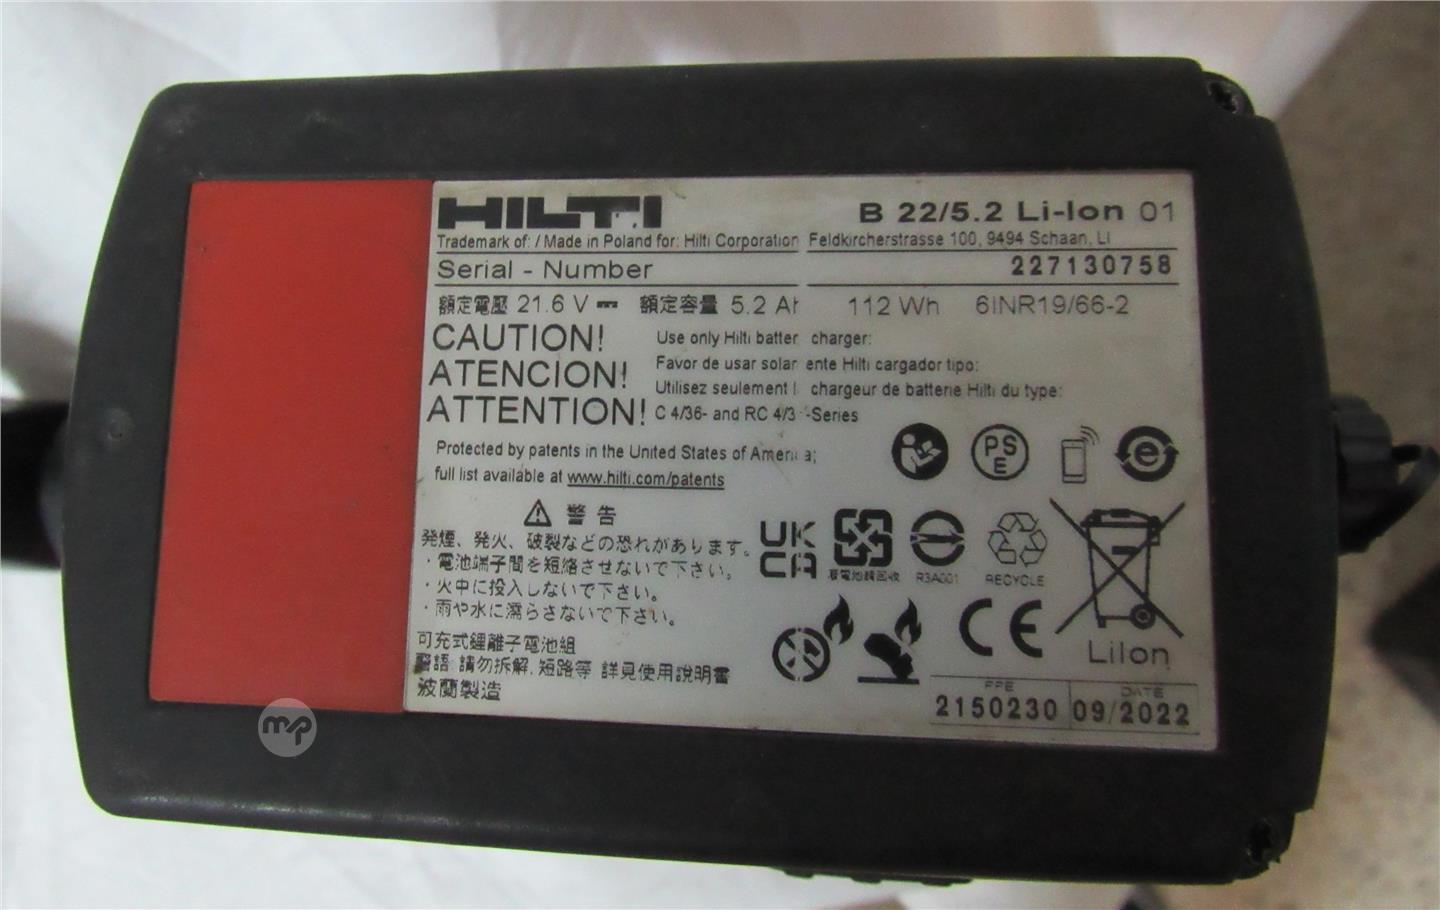 HILTI
B 22/5.2 Li-Ion 01
Trademark of: / Made in Poland for: Hilti Corporation Feldkircherstrasse 100, 9494 Schaan, LI
Serial - Number 227130758
額定電壓 21.6 V 額定容量 5.2 Ah 112 Wh 6INR19/66-2
CAUTION!
ATENCION!
ATTENTION!
Use only Hilti batter charger:
Favor de usar solar ente Hilti cargador tipo:
Utilisez seulement l chargeur de batterie Hilti du type:
C 4/36- and RC 4/3 -Series
Protected by patents in the United States of America;
full list available at www.hilti.com/patents
PS
E
e
警告
発煙、発火、破裂などの恐れがあります。
・電池端子間を短絡させないで下さい。
・火中に投入しないで下さい。
・雨や水に濡らさないで下さい。
可充式鋰離子電池組
警語: 請勿拆解, 短路等 詳見使用說明書
波蘭製造
UK
CA
廢電池請回收
R3A001
RECYCLE
CE
LiIon
PPE
2150230
DATE
09/2022
mp